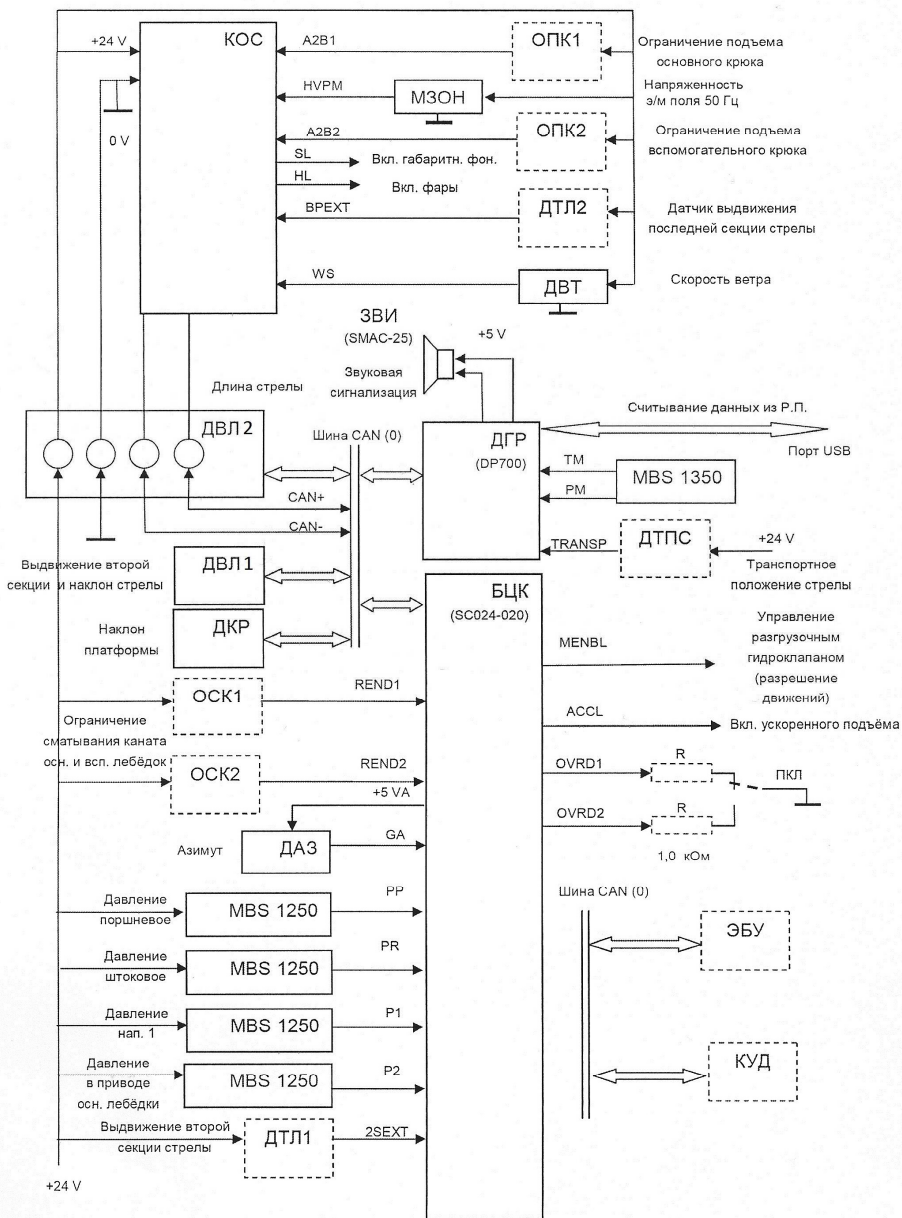 +24 V
КОС
A2B1
ОПК1
Ограничение подъема
основного крюка
HVPM
МЗОН
Напряженность
э/м поля 50 Гц
0 V
A2B2
ОПК2
Ограничение подъема
вспомогательного крюка
SL
Вкл. габаритн. фон.
HL
Вкл. фары
BPEXT
ДТЛ2
Датчик выдвижения
последней секции стрелы
WS
ДВТ
Скорость ветра
ЗВИ
(SMAC-25)
+5 V
Звуковая
сигнализация
Длина стрелы
ДВЛ 2
Шина CAN (0)
ДГР
(DP700)
Считывание данных из Р.П.
Порт USB
TM
PM
MBS 1350
CAN+
CAN-
TRANSP
ДТПС
+24 V
Транспортное
положение стрелы
Выдвижение второй
секции и наклон стрелы
ДВЛ 1
Наклон
платформы
ДКР
БЦК
(SC024-020)
MENBL
Управление
разгрузочным
гидроклапаном
(разрешение
движений)
ОСК1
REND1
ACCL
Вкл. ускоренного подъёма
Ограничение
сматывания каната
осн. и всп. лебёдок
ОСК2
REND2
OVRD1
R
ПКЛ
+5 VA
OVRD2
R
1,0 кОм
Азимут
ДАЗ
GA
Шина CAN (0)
Давление
поршневое
MBS 1250
PP
ЭБУ
Давление
штоковое
MBS 1250
PR
Давление
нап. 1
MBS 1250
P1
КУД
Давление
в приводе
осн. лебёдки
MBS 1250
P2
Выдвижение второй
секции стрелы
ДТЛ1
2SEXT
+24 V